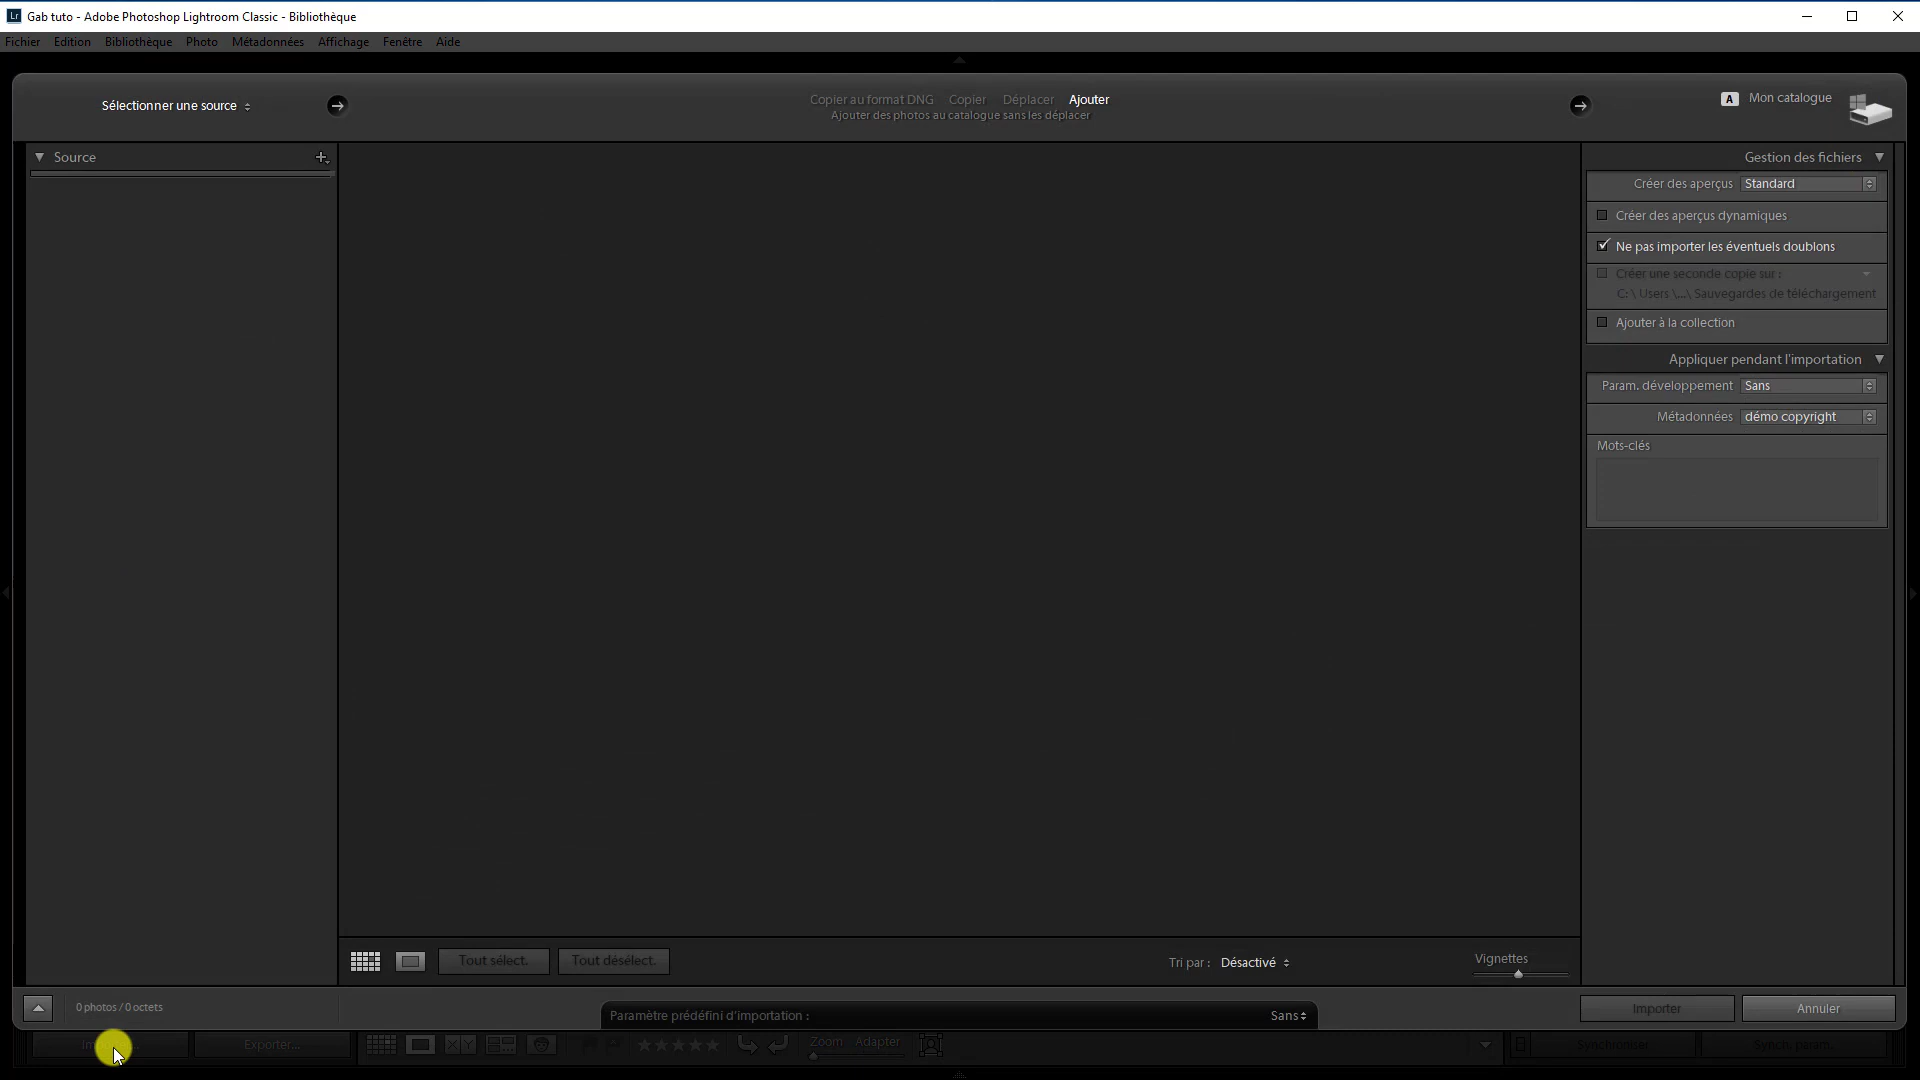 Lr Gab tuto - Adobe Photoshop Lightroom Classic - Bibliothèque
Fichier Edition Bibliothèque Photo Métadonnées Affichage Fenêtre Aide
Sélectionner une source
Copier au format DNG Copier Déplacer Ajouter
Ajouter des photos au catalogue sans les déplacer
A Mon catalogue
Source
Gestion des fichiers
Créer des aperçus Standard
Créer des aperçus dynamiques
Ne pas importer les éventuels doublons
Créer une seconde copie sur :
C:\ Users \...\ Sauvegardes de téléchargement
Ajouter à la collection
Appliquer pendant l'importation
Param. développement Sans
Métadonnées démo copyright
Mots-clés
Tout sélect. Tout désélect.
Tri par : Désactivé
Vignettes
0 photos / 0 octets
Paramètre prédéfini d'importation : Sans
Importer Annuler
Exporter... XY Zoom Adapter Synchroniser Synch. param.